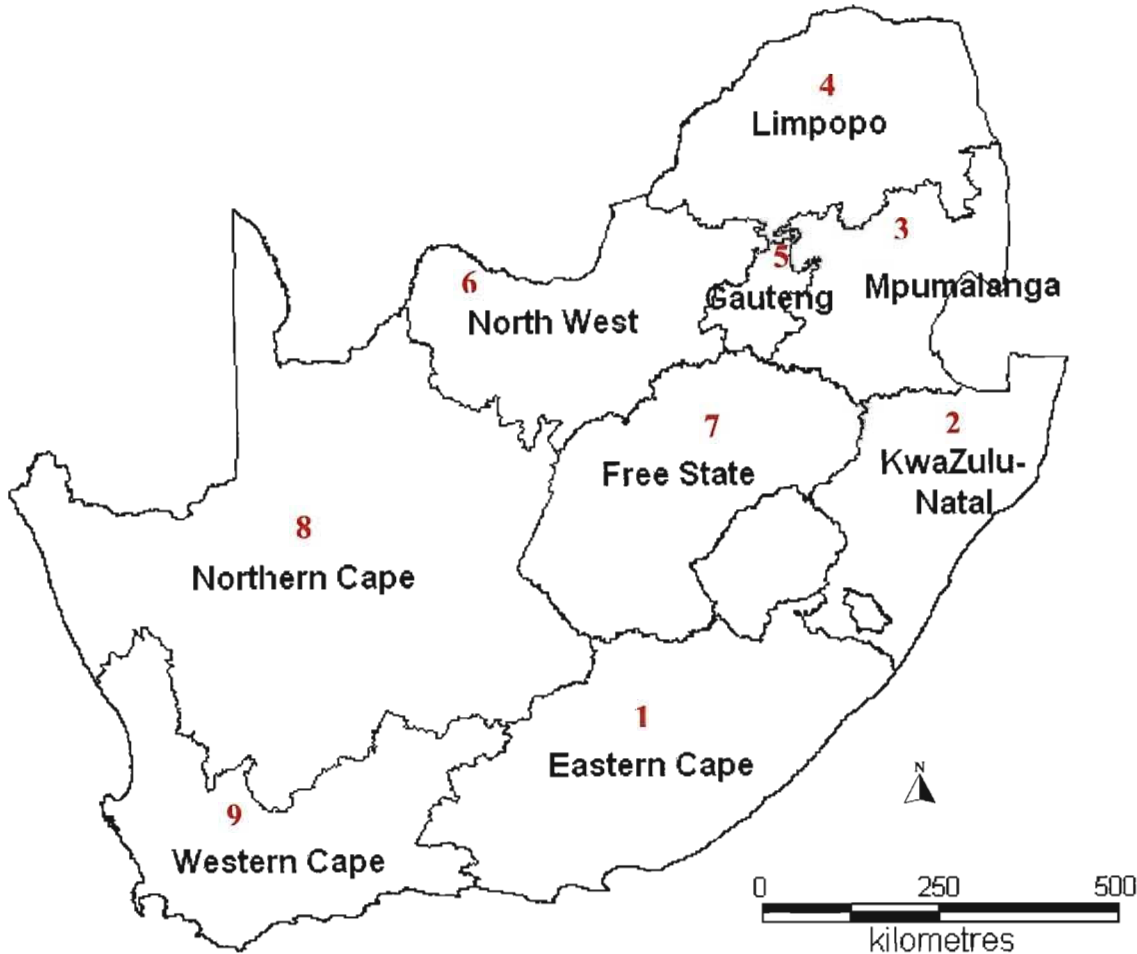 4
Limpopo
3
Mpumalanga
5
Gauteng
6
North West
7
Free State
2
KwaZulu-
Natal
8
Northern Cape
1
Eastern Cape
9
Western Cape
N
0 250 500
kilometres